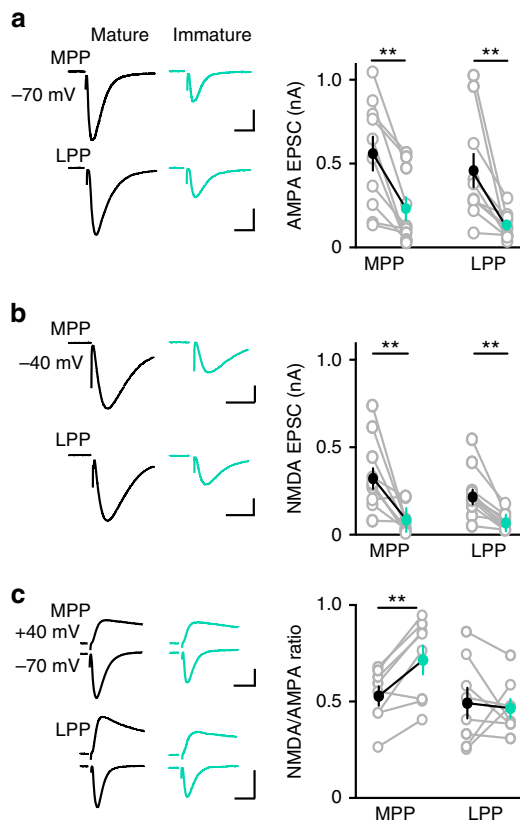 a
Mature Immature
MPP
−70 mV
LPP
** **
1.0
0.5
0
AMPA EPSC (nA)
MPP LPP
b
MPP
−40 mV
LPP
** **
1.0
0.5
0
NMDA EPSC (nA)
MPP LPP
c
MPP
+40 mV
−70 mV
LPP
**
1.0
0.5
0
NMDA/AMPA ratio
MPP LPP